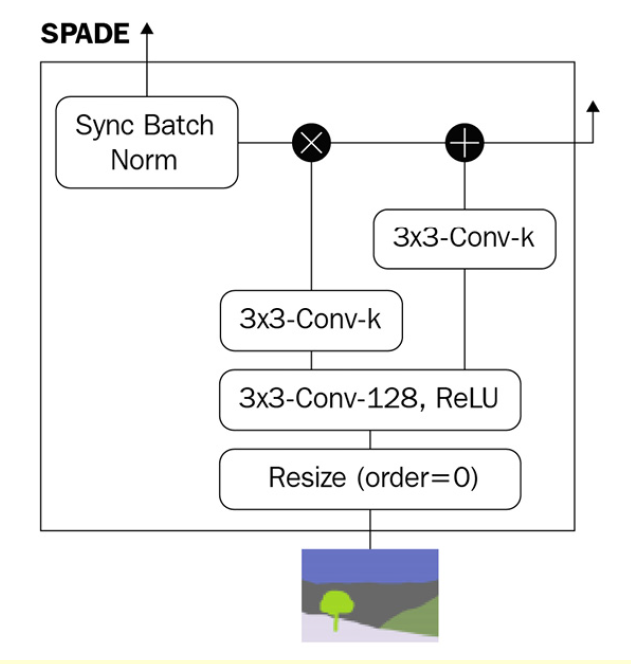 SPADE
Sync Batch
Norm
3x3-Conv-k
3x3-Conv-k
3x3-Conv-128, ReLU
Resize (order=0)